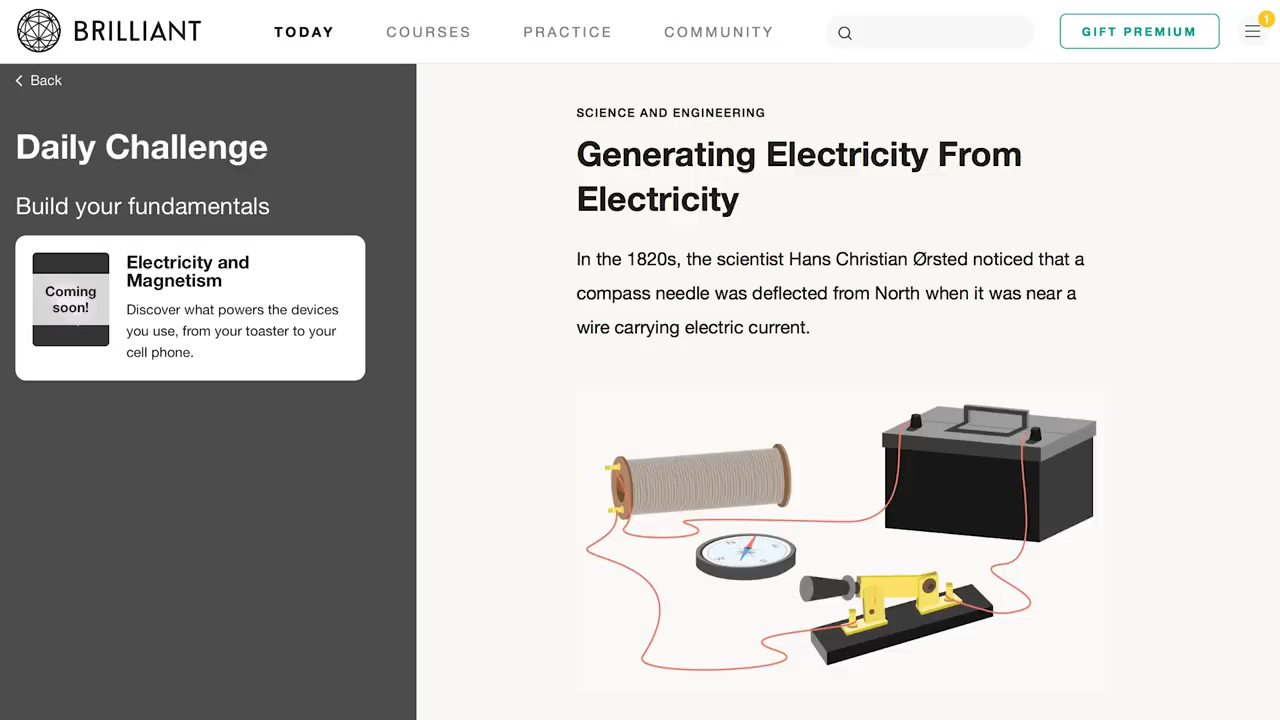 BRILLIANT
TODAY
COURSES
PRACTICE
COMMUNITY
GIFT PREMIUM
1
Back
Daily Challenge
Build your fundamentals
Coming
soon!
Electricity and
Magnetism
Discover what powers the devices
you use, from your toaster to your
cell phone.
SCIENCE AND ENGINEERING
Generating Electricity From
Electricity
In the 1820s, the scientist Hans Christian Ørsted noticed that a
compass needle was deflected from North when it was near a
wire carrying electric current.